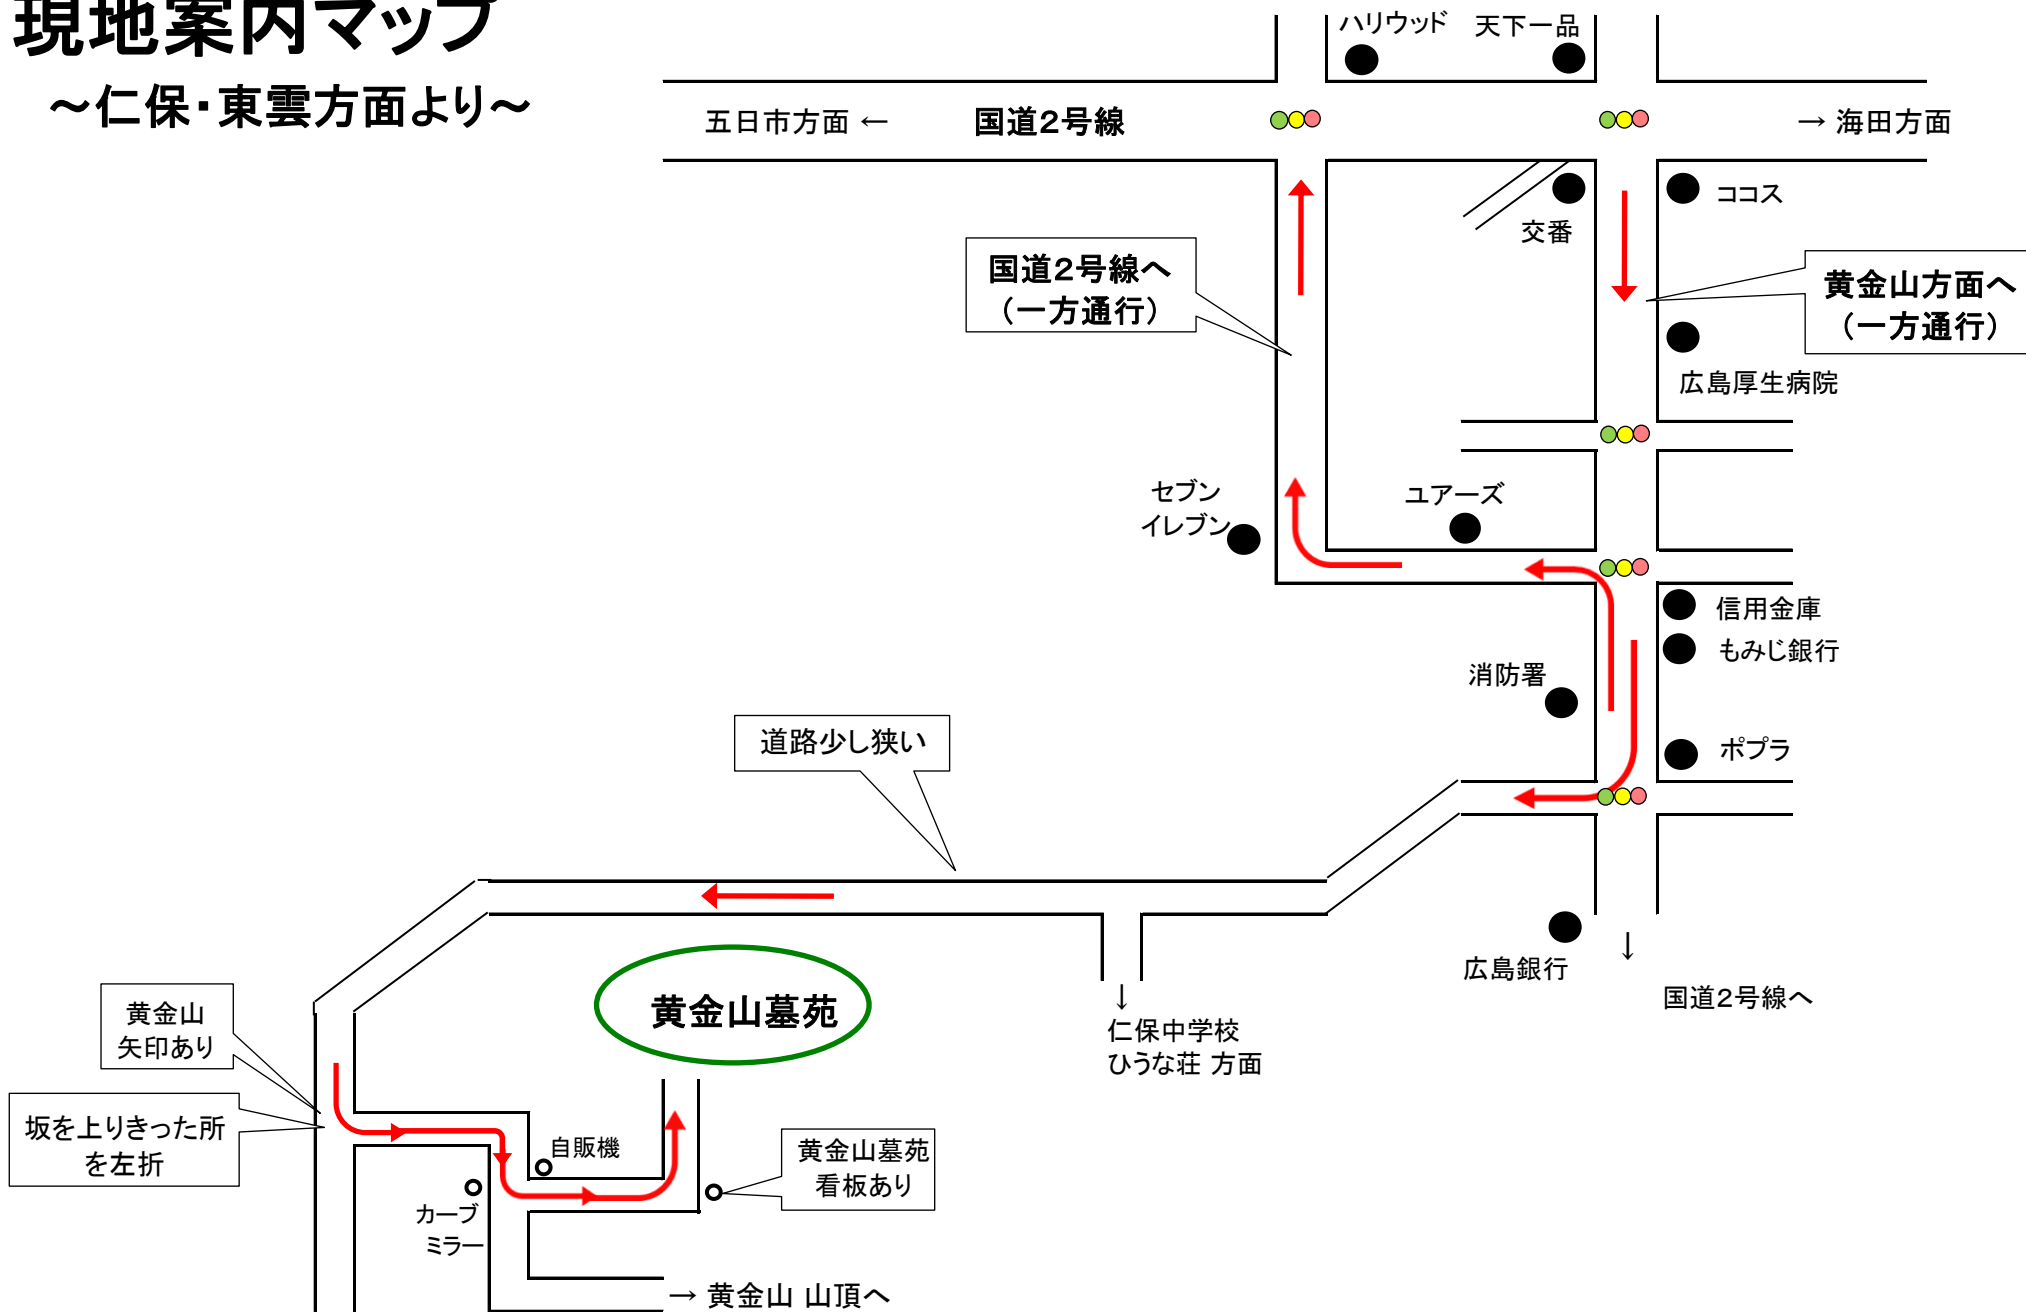 現地案内マップ
～仁保・東雲方面より～
ハリウッド
天下一品
五日市方面 ←
国道2号線
→ 海田方面
ココス
交番
国道2号線へ
（一方通行）
黄金山方面へ
（一方通行）
広島厚生病院
セブン
イレブン
ユアーズ
信用金庫
もみじ銀行
消防署
ポプラ
道路少し狭い
広島銀行
↓
国道2号線へ
黄金山墓苑
↓
仁保中学校
ひうな荘 方面
黄金山
矢印あり
坂を上りきった所
を左折
自販機
黄金山墓苑
看板あり
カーブ
ミラー
→ 黄金山 山頂へ